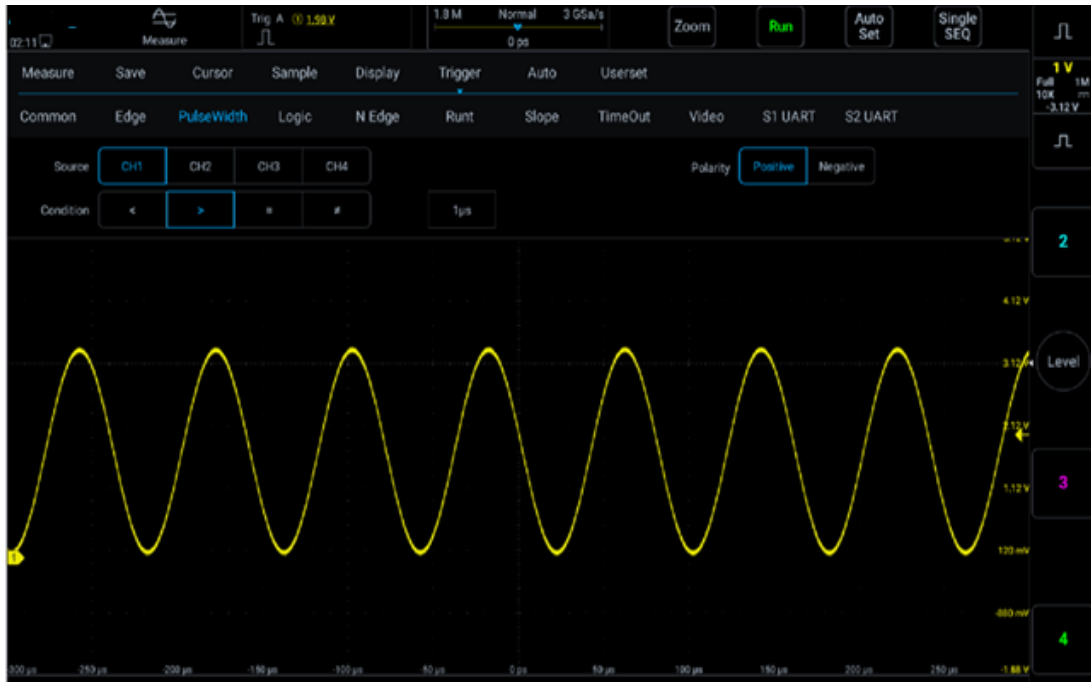 Trig A ① 1.98 V 1.8 M Normal 3 GSa/s Zoom Run Auto Set Single SEQ
02:11 Measure 0 ps
Measure Save Cursor Sample Display Trigger Auto Userset
1 V
Full 1M
10X
-3.12 V
Common Edge PulseWidth Logic N Edge Runt Slope TimeOut Video S1 UART S2 UART
Source CH1 CH2 CH3 CH4 Polarity Positive Negative
Condition < > = ≠ 1μs
2
4.12 V
3.12 V Level
2.12 V
1.12 V 3
1 120 mV
-880 mV
4
-300 μs -250 μs -200 μs -150 μs -100 μs -50 μs 0 ps 50 μs 100 μs 150 μs 200 μs 250 μs -1.88 V